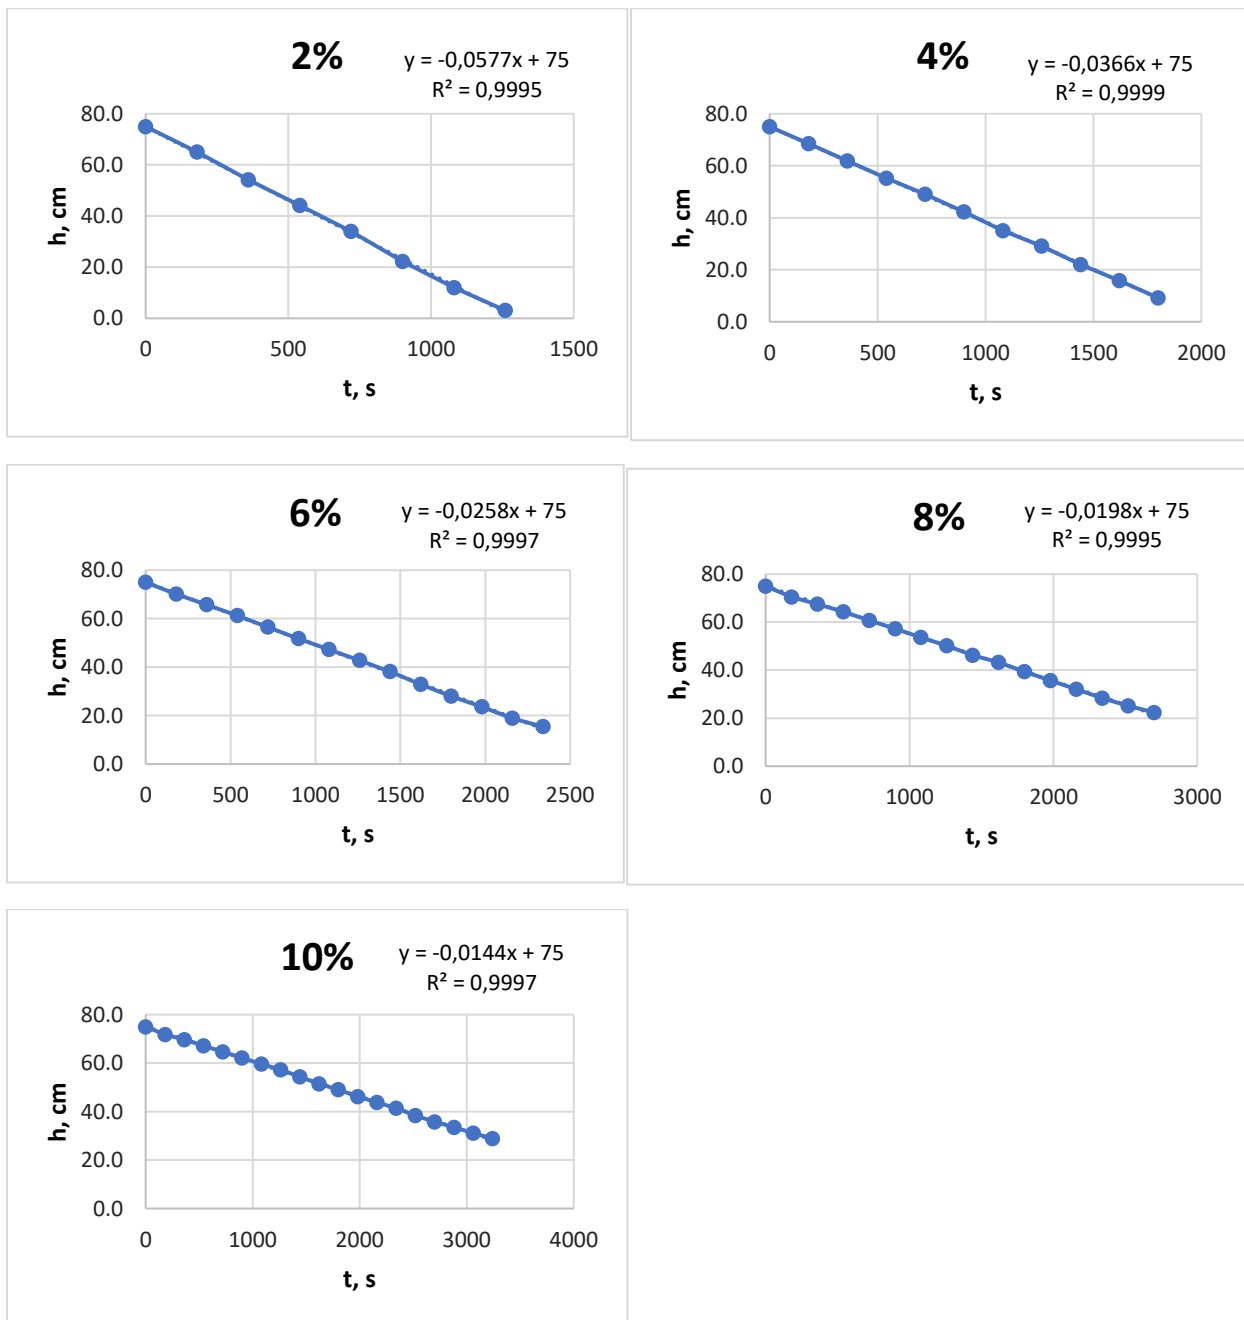 2%
y = -0,0577x + 75
R² = 0,9995
80.0
60.0
40.0
20.0
0.0
h, cm
0 500 1000 1500
t, s
4%
y = -0,0366x + 75
R² = 0,9999
80.0
60.0
40.0
20.0
0.0
h, cm
0 500 1000 1500 2000
t, s
6%
y = -0,0258x + 75
R² = 0,9997
80.0
60.0
40.0
20.0
0.0
h, cm
0 500 1000 1500 2000 2500
t, s
8%
y = -0,0198x + 75
R² = 0,9995
80.0
60.0
40.0
20.0
0.0
h, cm
0 1000 2000 3000
t, s
10%
y = -0,0144x + 75
R² = 0,9997
80.0
60.0
40.0
20.0
0.0
h, cm
0 1000 2000 3000 4000
t, s